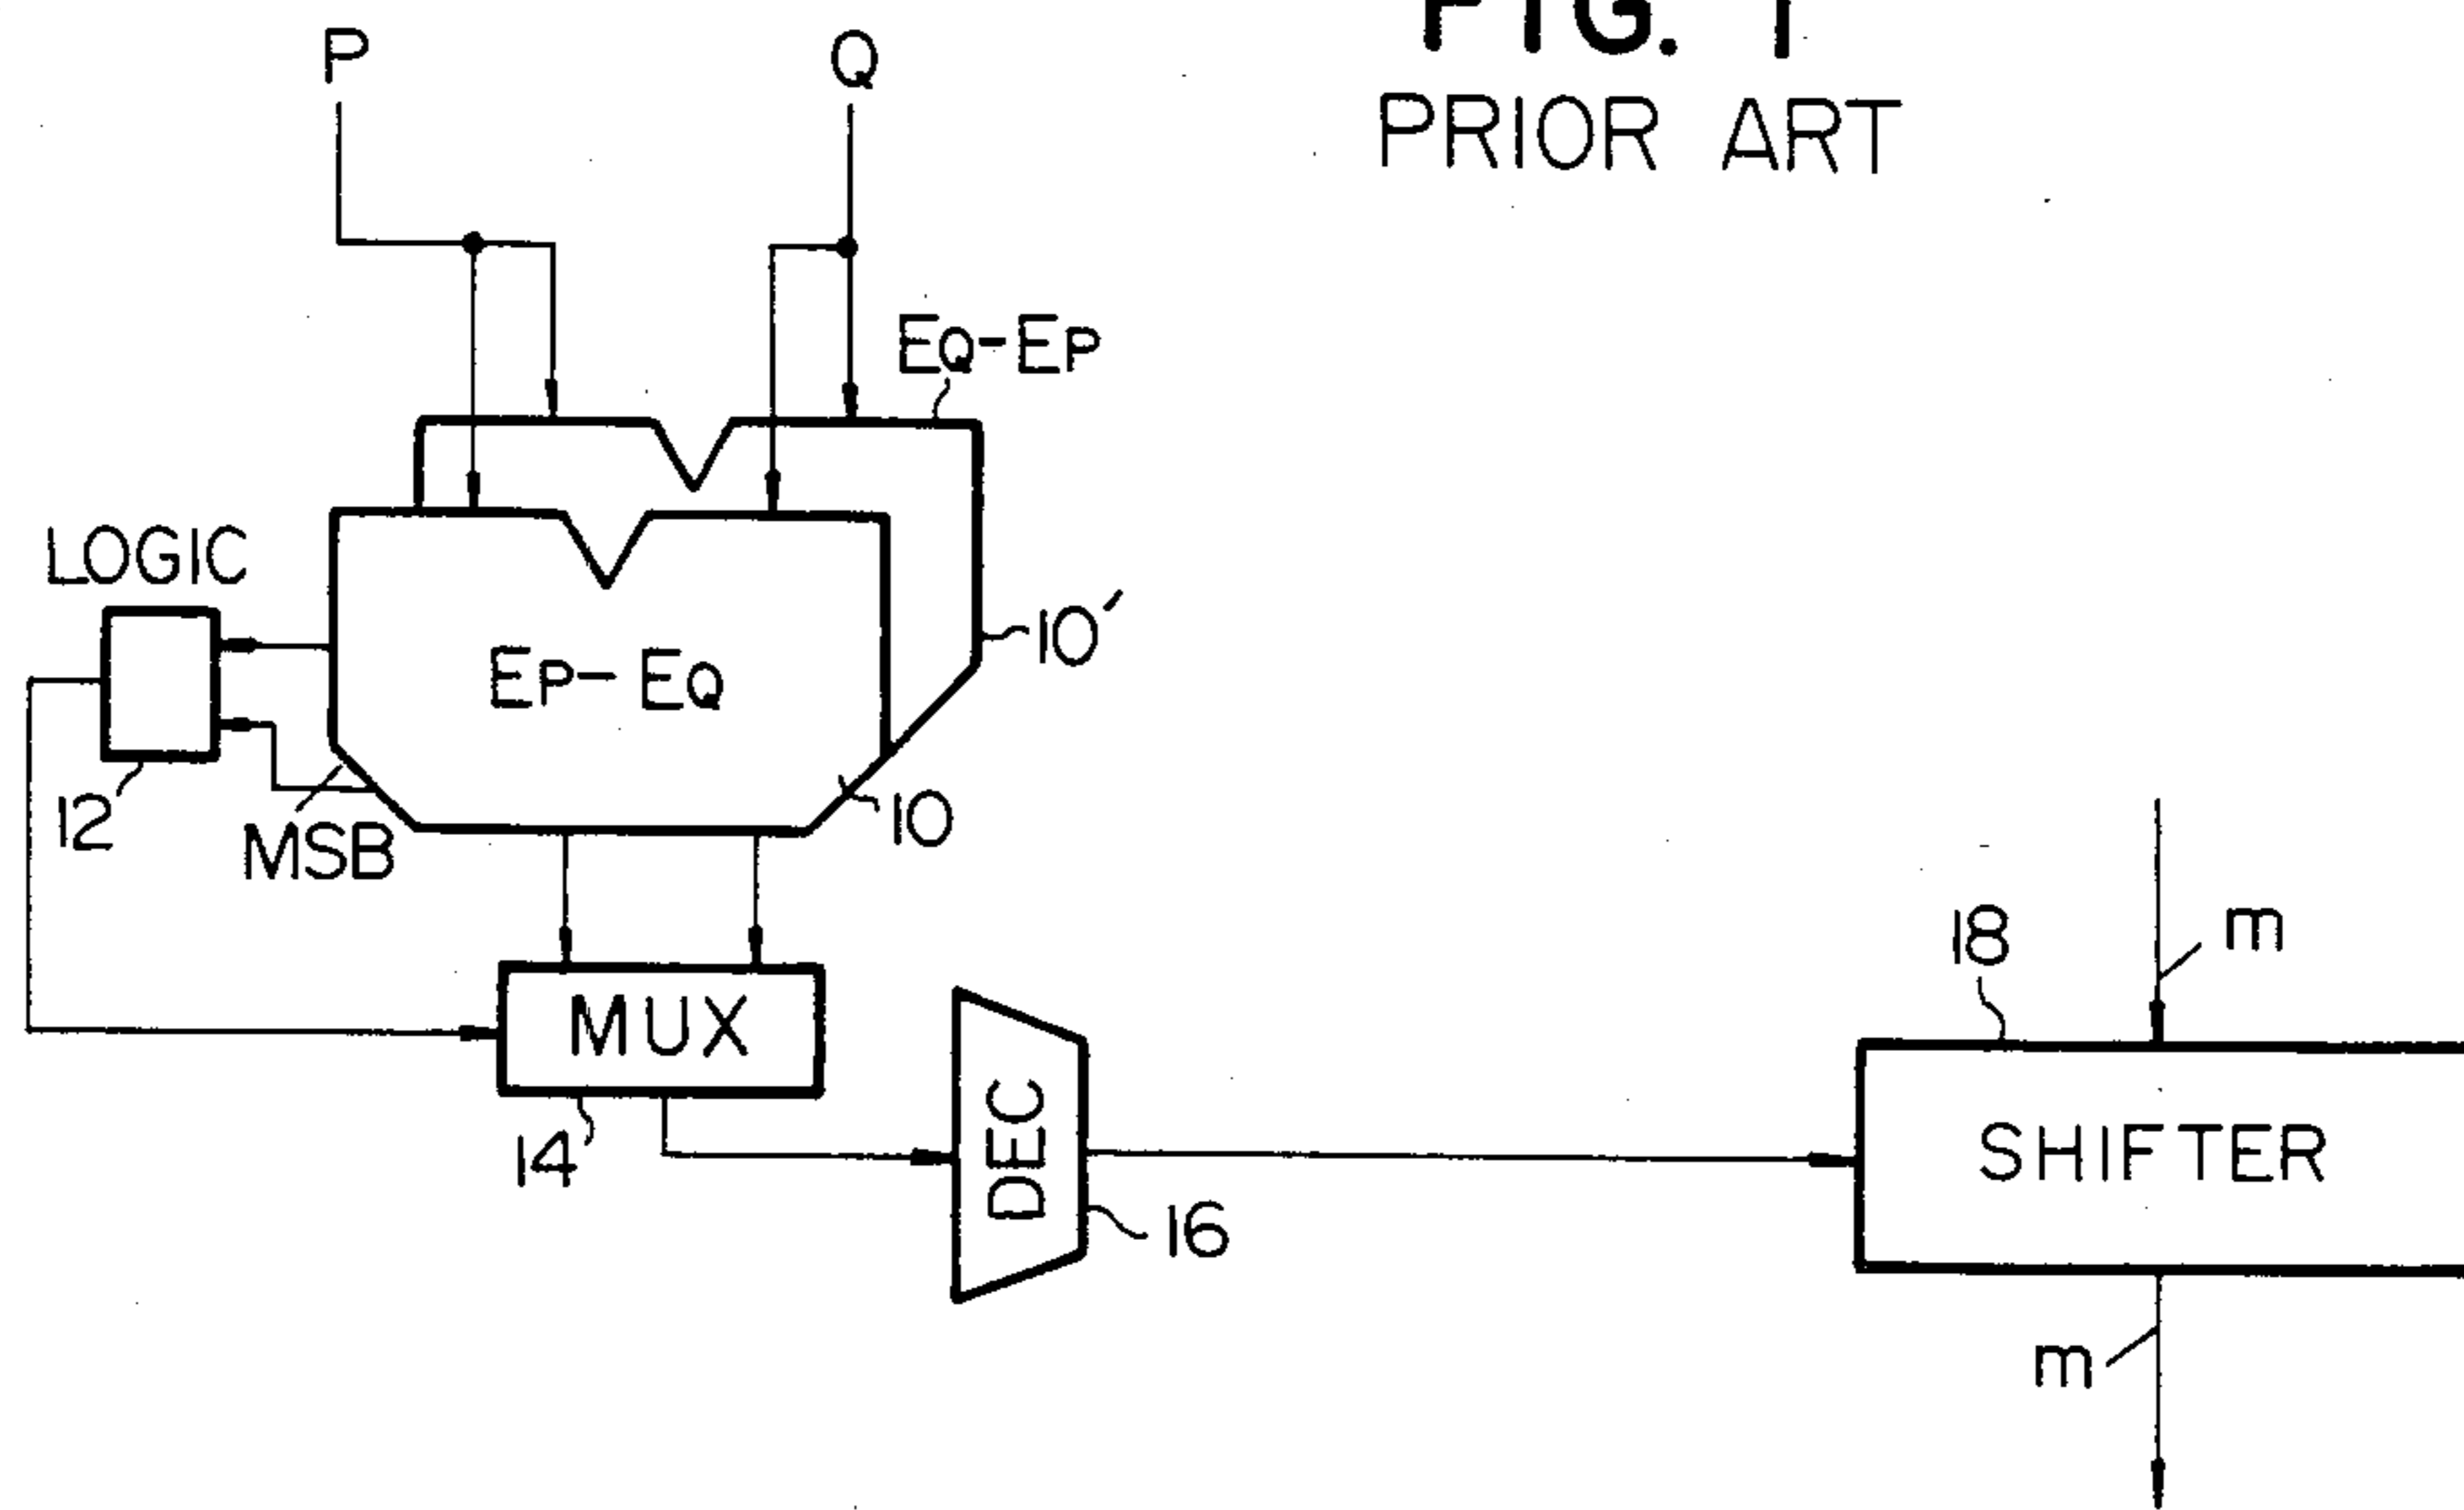 FIG. 1
PRIOR ART
P
Q
EQ-EP
LOGIC
10'
EP-EQ
12
MSB
10
18
m
MUX
14
DEC
16
SHIFTER
m